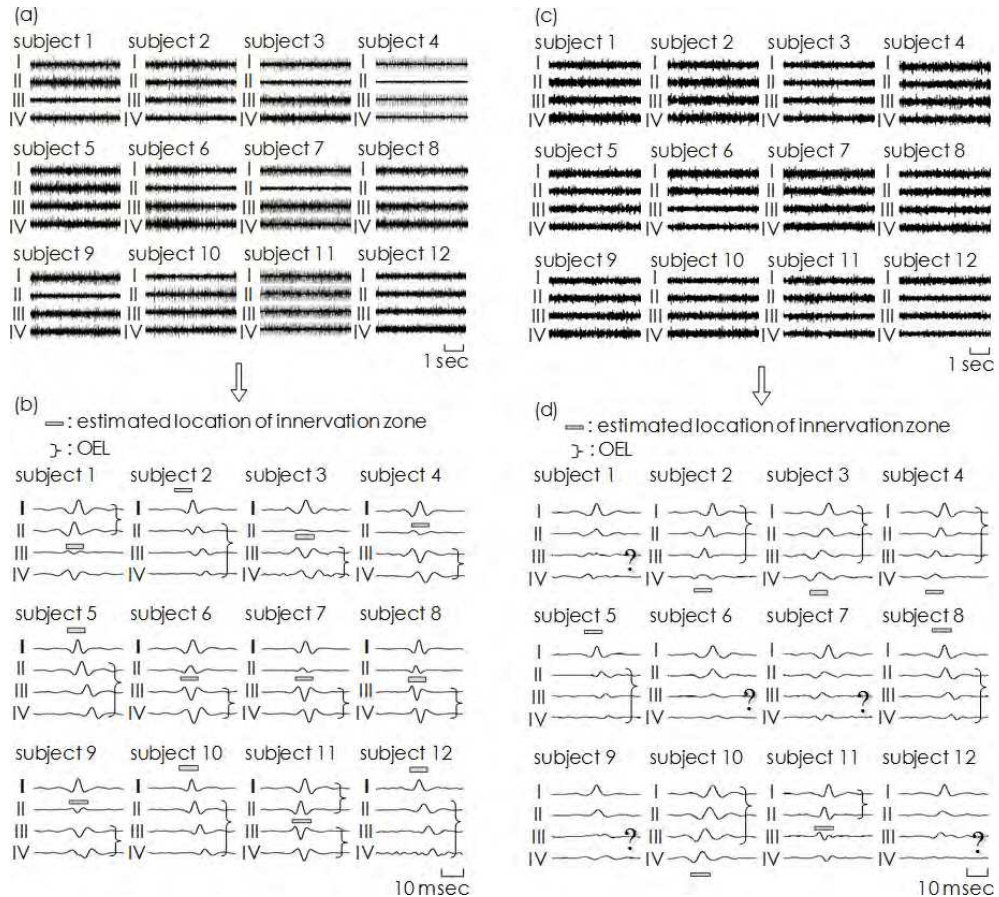 (a)
subject 1 subject 2 subject 3 subject 4
I I I I
II II II II
III III III III
IV IV IV IV
subject 5 subject 6 subject 7 subject 8
I I I I
II II II II
III III III III
IV IV IV IV
subject 9 subject 10 subject 11 subject 12
I I I I
II II II II
III III III III
IV IV IV IV
1 sec
(b)
: estimated location of innervation zone
: OEL
subject 1 subject 2 subject 3 subject 4
I I I I
II II II II
III III III III
IV IV IV IV
subject 5 subject 6 subject 7 subject 8
I I I I
II II II II
III III III III
IV IV IV IV
subject 9 subject 10 subject 11 subject 12
I I I I
II II II II
III III III III
IV IV IV IV
10 msec
(c)
subject 1 subject 2 subject 3 subject 4
I I I I
II II II II
III III III III
IV IV IV IV
subject 5 subject 6 subject 7 subject 8
I I I I
II II II II
III III III III
IV IV IV IV
subject 9 subject 10 subject 11 subject 12
I I I I
II II II II
III III III III
IV IV IV IV
1 sec
(d)
: estimated location of innervation zone
: OEL
subject 1 subject 2 subject 3 subject 4
I I I I
II II II II
III ? III III III
IV IV IV IV
subject 5 subject 6 subject 7 subject 8
I I I I
II II II II
III III ? III ? III
IV IV IV IV
subject 9 subject 10 subject 11 subject 12
I I I I
II II II II
III ? III III III ?
IV IV IV IV
10 msec